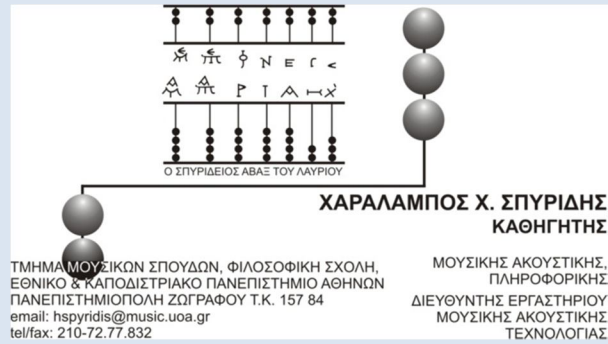 Ο ΣΠΥΡΙΔΕΙΟΣ ΑΒΑΞ ΤΟΥ ΛΑΥΡΙΟΥ
ΧΑΡΑΛΑΜΠΟΣ Χ. ΣΠΥΡΙΔΗΣ
ΚΑΘΗΓΗΤΗΣ
ΜΟΥΣΙΚΗΣ ΑΚΟΥΣΤΙΚΗΣ,
ΠΛΗΡΟΦΟΡΙΚΗΣ
ΔΙΕΥΘΥΝΤΗΣ ΕΡΓΑΣΤΗΡΙΟΥ
ΜΟΥΣΙΚΗΣ ΑΚΟΥΣΤΙΚΗΣ
ΤΕΧΝΟΛΟΓΙΑΣ
ΤΜΗΜΑ ΜΟΥΣΙΚΩΝ ΣΠΟΥΔΩΝ, ΦΙΛΟΣΟΦΙΚΗ ΣΧΟΛΗ,
ΕΘΝΙΚΟ & ΚΑΠΟΔΙΣΤΡΙΑΚΟ ΠΑΝΕΠΙΣΤΗΜΙΟ ΑΘΗΝΩΝ
ΠΑΝΕΠΙΣΤΗΜΙΟΠΟΛΗ ΖΩΓΡΑΦΟΥ Τ.Κ. 157 84
email: hspyridis@music.uoa.gr
tel/fax: 210-72.77.832